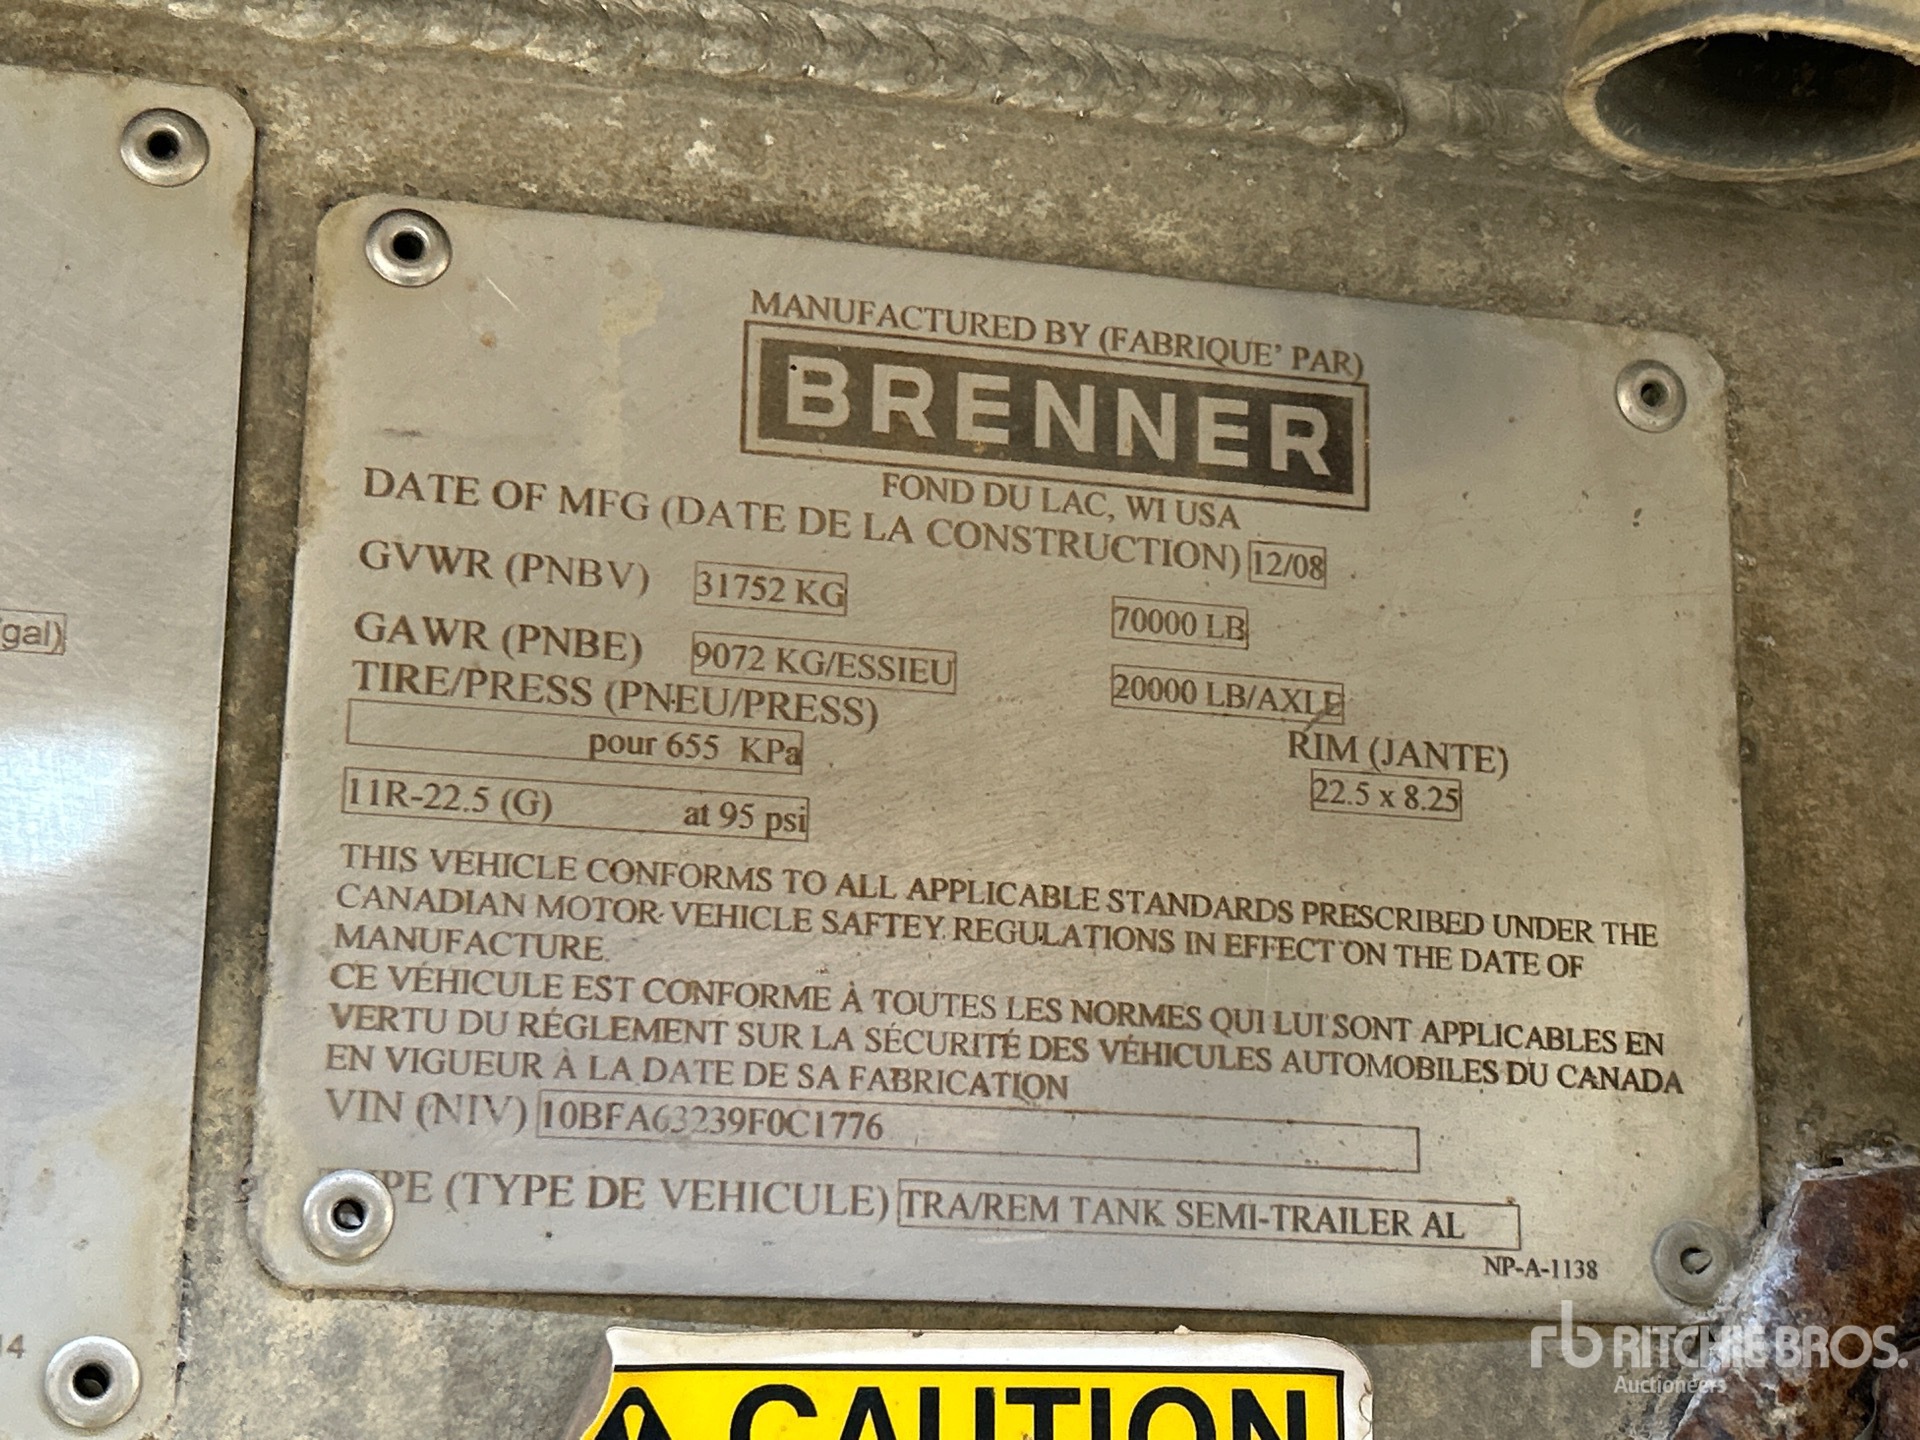 MANUFACTURED BY (FABRIQUE' PAR)
BRENNER
FOND DU LAC, WI USA
DATE OF MFG (DATE DE LA CONSTRUCTION) 12/08
GVWR (PNBV) 31752 KG 70000 LB
GAWR (PNBE) 9072 KG/ESSIEU 20000 LB/AXLE
TIRE/PRESS (PNEU/PRESS) RIM (JANTE)
pour 655 KPa
11R-22.5 (G) at 95 psi 22.5 x 8.25
THIS VEHICLE CONFORMS TO ALL APPLICABLE STANDARDS PRESCRIBED UNDER THE
CANADIAN MOTOR VEHICLE SAFTEY REGULATIONS IN EFFECT ON THE DATE OF
MANUFACTURE.
CE VÉHICULE EST CONFORME À TOUTES LES NORMES QUI LUI SONT APPLICABLES EN
VERTU DU RÉGLEMENT SUR LA SÉCURITÉ DES VÉHICULES AUTOMOBILES DU CANADA
EN VIGUEUR À LA DATE DE SA FABRICATION
VIN (NIV) 10BFA63239F0C1776
TYPE (TYPE DE VEHICULE) TRA/REM TANK SEMI-TRAILER AL
NP-A-1138
gal)
14
CAUTION
rb RITCHIE BROS.
Auctioneers